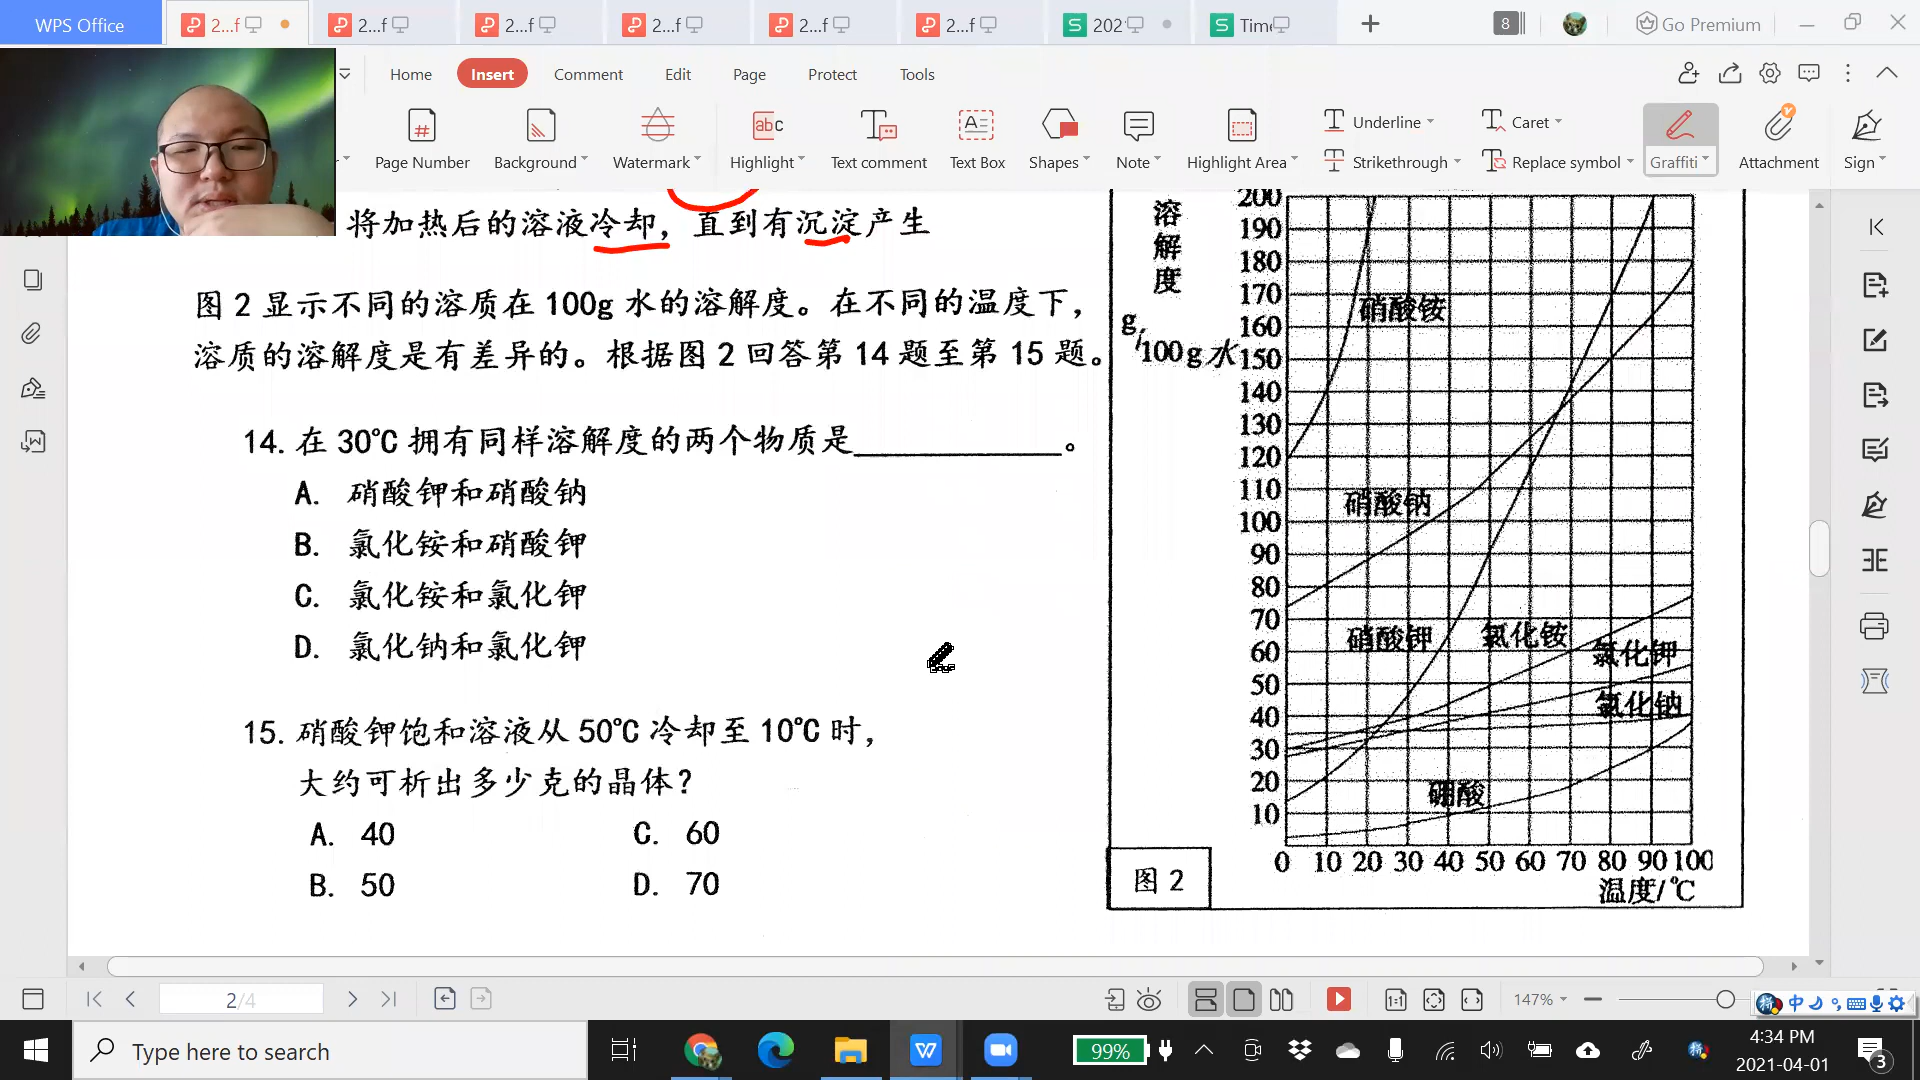 WPS Office
2...f
2...f
2...f
2...f
2...f
2...f
202
Time
8
Go Premium
Home
Insert
Comment
Edit
Page
Protect
Tools
Page Number
Background
Watermark
Highlight
Text comment
Text Box
Shapes
Note
Highlight Area
Underline
Strikethrough
Caret
Replace symbol
Graffiti
Attachment
Sign
将加热后的溶液冷却，直到有沉淀产生
图 2 显示不同的溶质在 100g 水的溶解度。在不同的温度下，
溶质的溶解度是有差异的。根据图 2 回答第 14 题至第 15 题。
14. 在 30℃ 拥有同样溶解度的两个物质是____________。
A. 硝酸钾和硝酸钠
B. 氯化铵和硝酸钾
C. 氯化铵和氯化钾
D. 氯化钠和氯化钾
15. 硝酸钾饱和溶液从 50℃ 冷却至 10℃ 时，
大约可析出多少克的晶体？
A. 40
C. 60
B. 50
D. 70
溶解度
g/100g 水
200
190
180
170
160
150
140
130
120
110
100
90
80
70
60
50
40
30
20
10
硝酸铵
硝酸钠
硝酸钾
氯化铵
氯化钾
氯化钠
硼酸
0 10 20 30 40 50 60 70 80 90 100
温度/℃
图 2
2/4
147%
中
Type here to search
99%
4:34 PM
2021-04-01
3